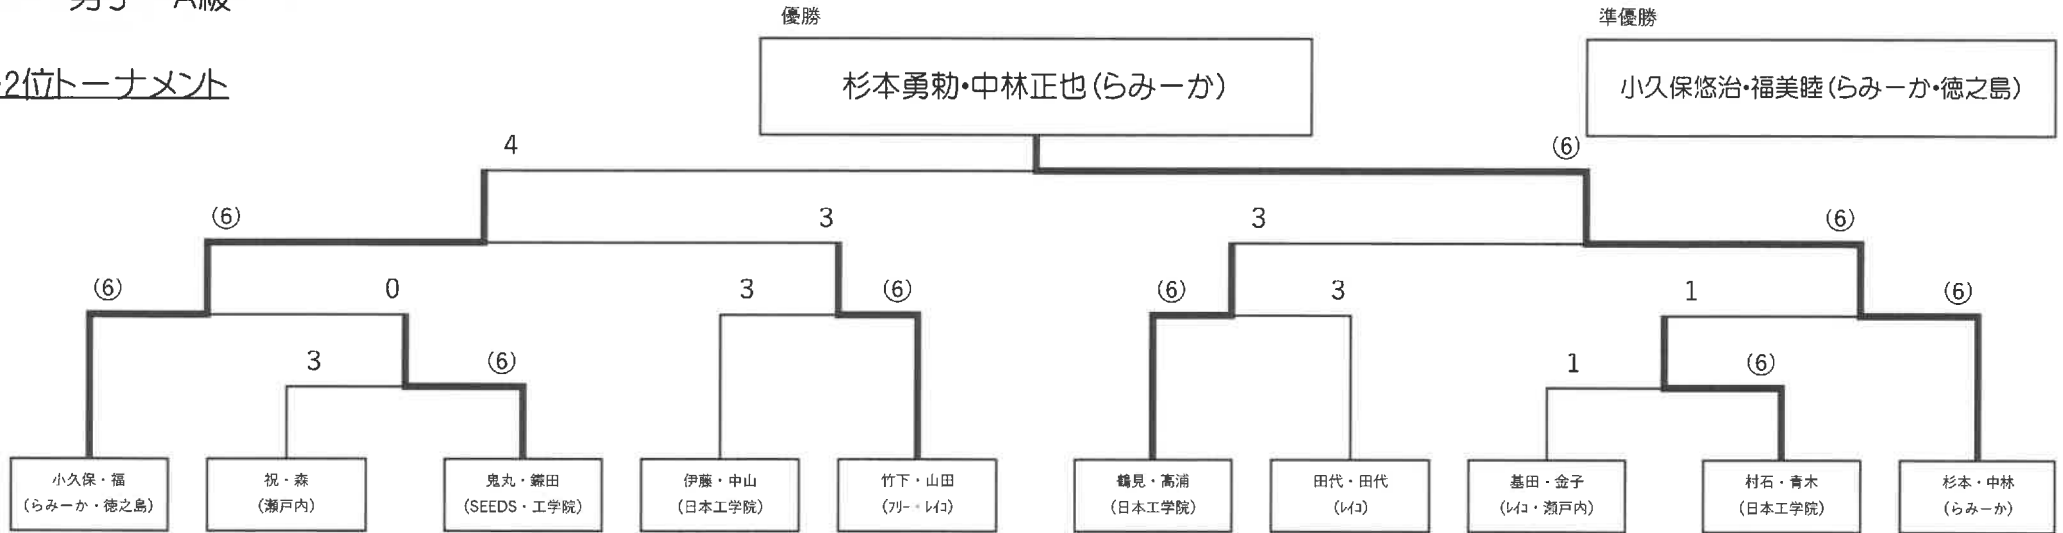 男子 A級
2位トーナメント
優勝
準優勝
杉本勇勅・中林正也(らみーか)
小久保悠治・福美睦(らみーか・徳之島)
4
(6)
(6)
3
3
(6)
(6)
0
3
(6)
(6)
3
1
(6)
3
(6)
1
(6)
小久保・福
(らみーか・徳之島)
祝・森
(瀬戸内)
鬼丸・鎌田
(SEEDS・工学院)
伊藤・中山
(日本工学院)
竹下・山田
(フリー・レイコ)
鶴見・高浦
(日本工学院)
田代・田代
(レイコ)
基田・金子
(レイコ・瀬戸内)
村石・青木
(日本工学院)
杉本・中林
(らみーか)